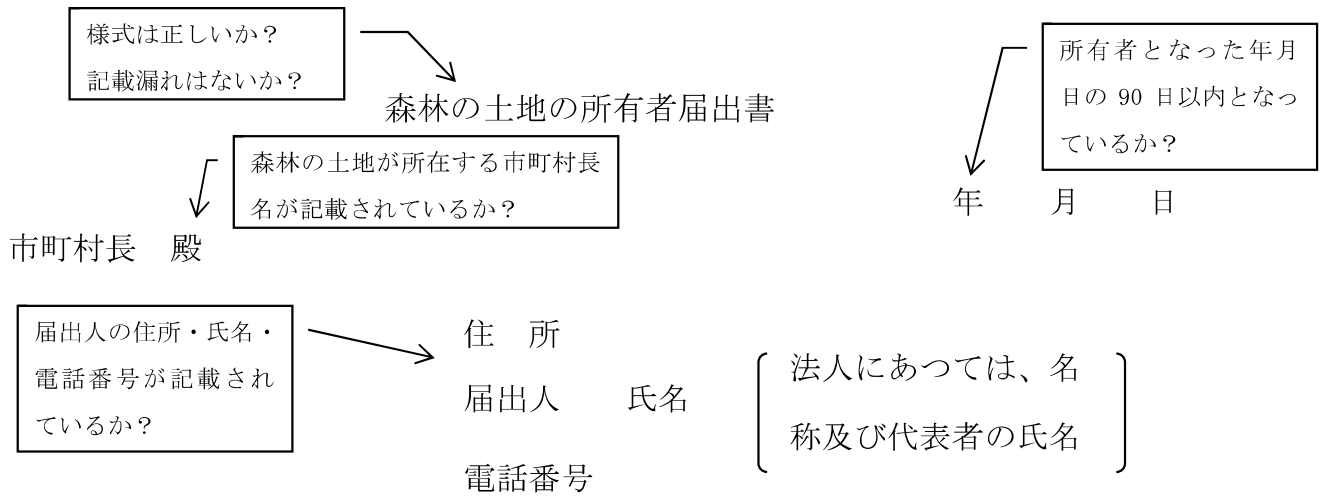 様式は正しいか？
記載漏れはないか？
所有者となった年月
日の 90 日以内となっ
ているか？
森林の土地の所有者届出書
森林の土地が所在する市町村長
名が記載されているか？
年　　月　　日
市町村長　殿
届出人の住所・氏名・
電話番号が記載され
ているか？
住　所
届出人　　氏名
法人にあつては、名
称及び代表者の氏名
電話番号